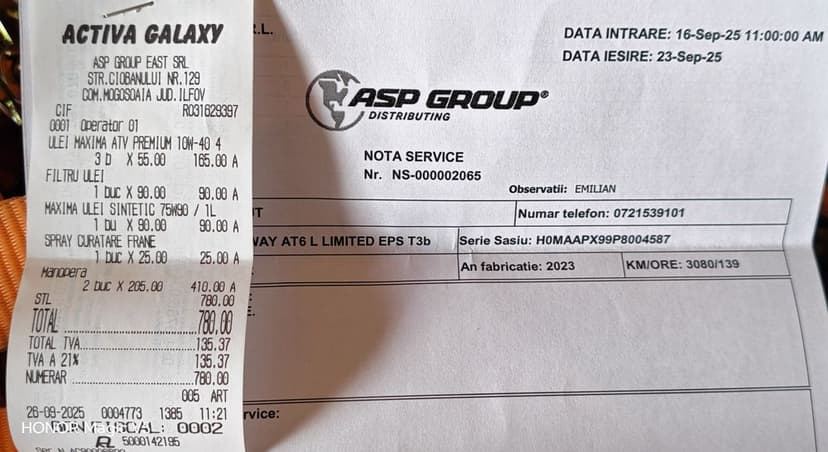 ACTIVA GALAXY
ASP GROUP EAST SRL
STR.CIOBANULUI NR.129
COM.MOGOSOAIA JUD.ILFOV
CIF RO31629397
0001 Operator 01
ULEI MAXIMA ATV PREMIUM 10W-40 4
3 b X 55.00 165.00 A
FILTRU ULEI
1 buc X 90.00 90.00 A
MAXIMA ULEI SINTETIC 75W90 / 1L
1 bu X 90.00 90.00 A
SPRAY CURATARE FRANE
1 buc X 25.00 25.00 A
Manopera
2 buc X 205.00 410.00 A
STL 780.00
TOTAL 780.00
TOTAL TVA 135.37
TVA A 21% 135.37
NUMERAR 780.00
005 ART
26-09-2025 0004773 1385 11:21
0002
5000142195
HONOR
.L.
DATA INTRARE: 16-Sep-25 11:00:00 AM
DATA IESIRE: 23-Sep-25
ASP GROUP®
DISTRIBUTING
NOTA SERVICE
Nr. NS-000002065
Observatii: EMILIAN
Numar telefon: 0721539101
WAY AT6 L LIMITED EPS T3b
Serie Sasiu: H0MAAPX99P8004587
An fabricatie: 2023
KM/ORE: 3080/139
rvice: